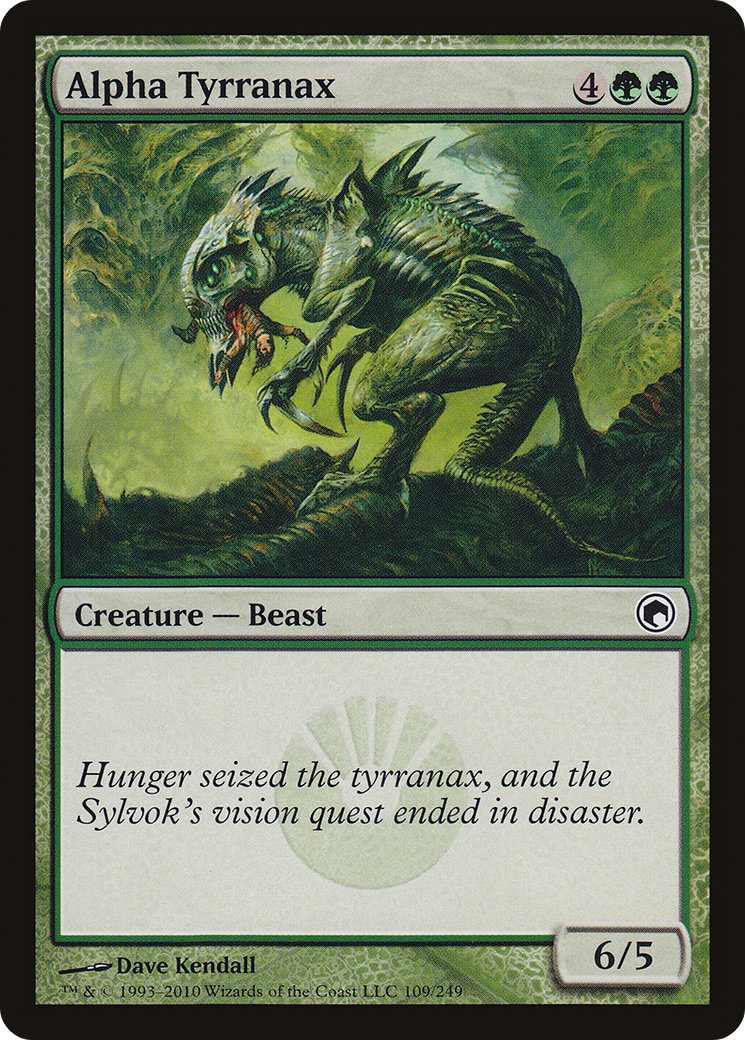 Alpha Tyrranax 4
Creature — Beast
Hunger seized the tyrranax, and the
Sylvok's vision quest ended in disaster.
6/5
Dave Kendall
™ & © 1993–2010 Wizards of the Coast LLC 109/249